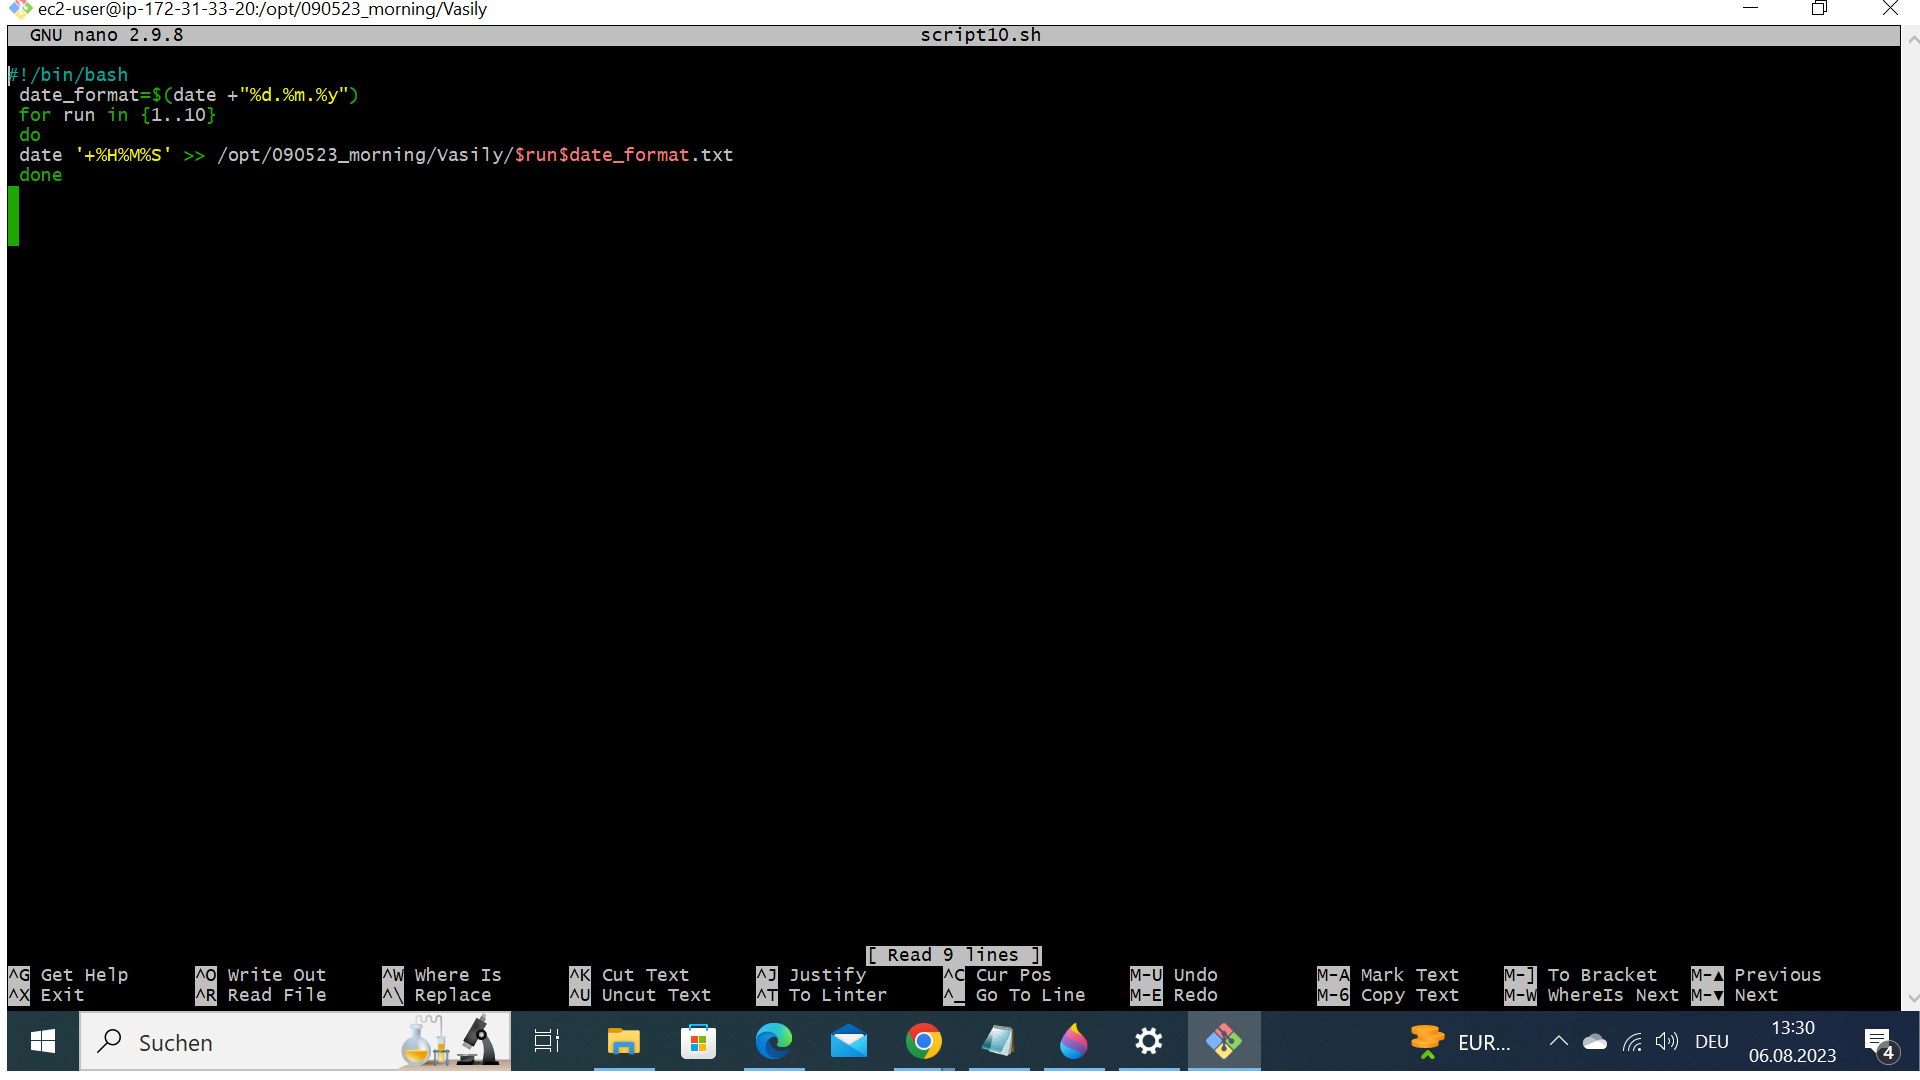 ec2-user@ip-172-31-33-20:/opt/090523_morning/Vasily
GNU nano 2.9.8 script10.sh
#!/bin/bash
date_format=$(date +"%d.%m.%y")
for run in {1..10}
do
date '+%H%M%S' >> /opt/090523_morning/Vasily/$run$date_format.txt
done
[ Read 9 lines ]
^G Get Help ^O Write Out ^W Where Is ^K Cut Text ^J Justify ^C Cur Pos M-U Undo M-A Mark Text M-] To Bracket M-▲ Previous
^X Exit ^R Read File ^\ Replace ^U Uncut Text ^T To Linter ^_ Go To Line M-E Redo M-6 Copy Text M-W WhereIs Next M-▼ Next
Suchen EUR... DEU 13:30
06.08.2023 4